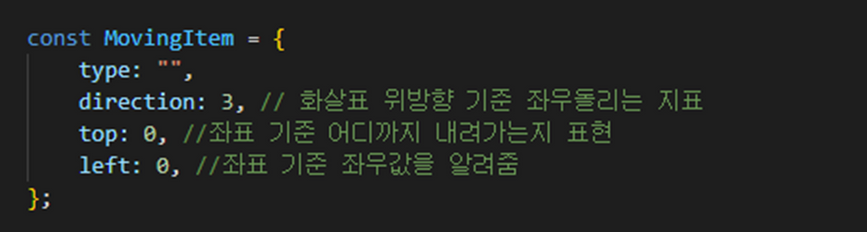 const MovingItem = {
    type: "",
    direction: 3, // 화살표 위방향 기준 좌우돌리는 지표
    top: 0, //좌표 기준 어디까지 내려가는지 표현
    left: 0, //좌표 기준 좌우값을 알려줌
};